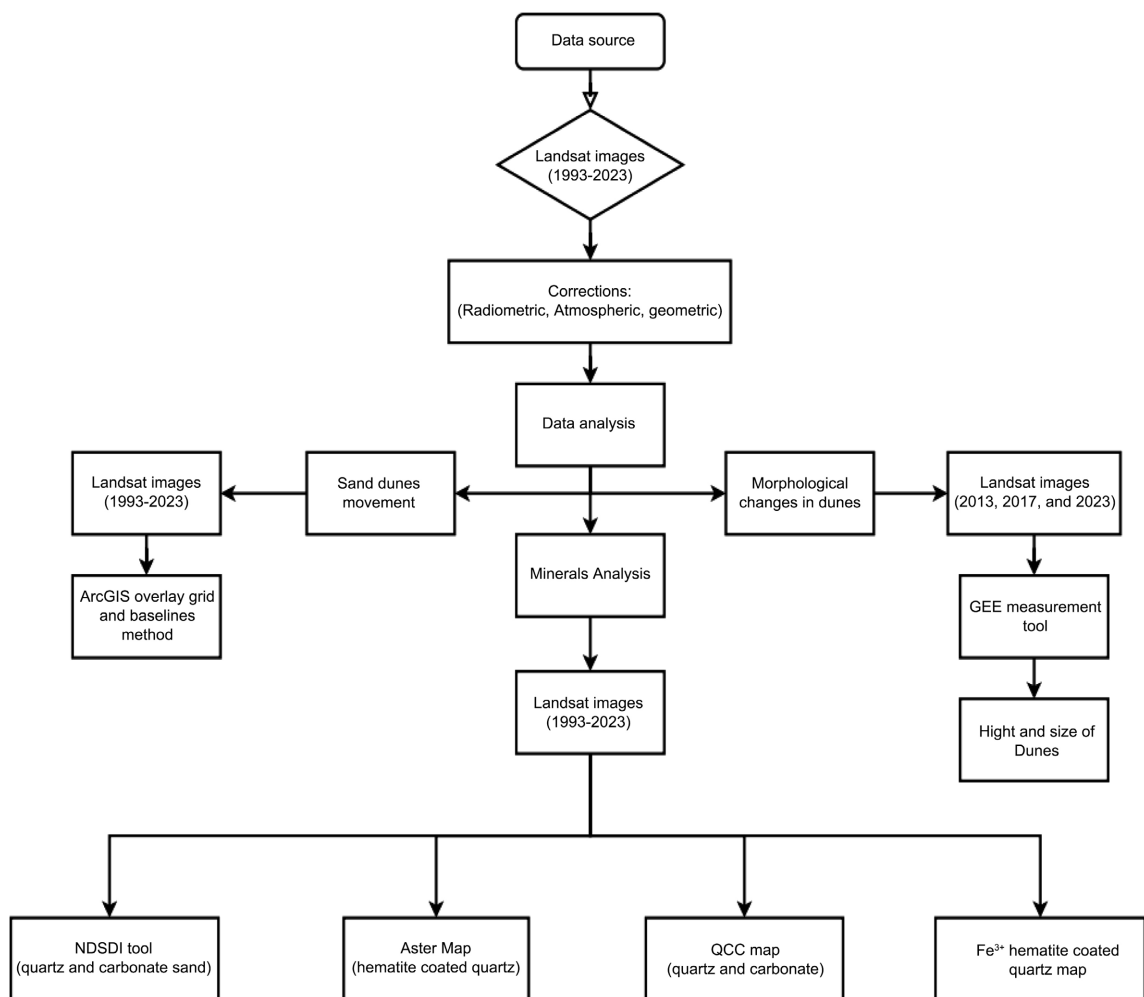 Data source
Landsat images
(1993-2023)
Corrections:
(Radiometric, Atmospheric, geometric)
Data analysis
Landsat images
(1993-2023)
Sand dunes
movement
Morphological
changes in dunes
Landsat images
(2013, 2017, and 2023)
ArcGIS overlay grid
and baselines
method
Minerals Analysis
GEE measurement
tool
Landsat images
(1993-2023)
Hight and size of
Dunes
NDSDI tool
(quartz and carbonate sand)
Aster Map
(hematite coated quartz)
QCC map
(quartz and carbonate)
Fe³⁺ hematite coated
quartz map